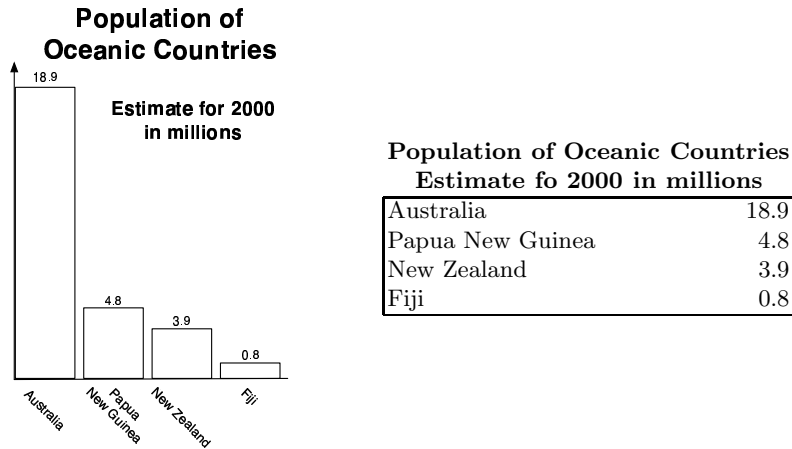 Population of
Oceanic Countries
18.9
Estimate for 2000
in millions
4.8
3.9
0.8
Australia
Papua
New Guinea
New Zealand
Fiji
Population of Oceanic Countries
Estimate fo 2000 in millions
Australia 18.9
Papua New Guinea 4.8
New Zealand 3.9
Fiji 0.8